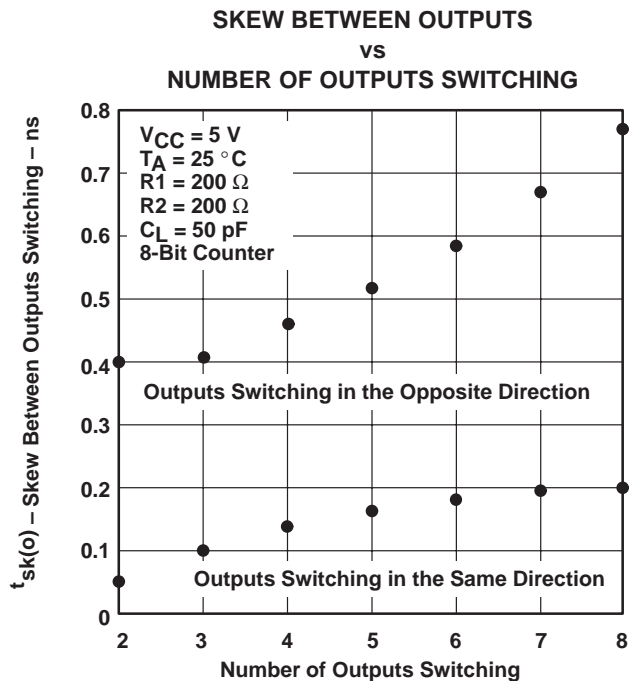 SKEW BETWEEN OUTPUTS
vs
NUMBER OF OUTPUTS SWITCHING
tsk(o) – Skew Between Outputs Switching – ns
0.8
0.7
0.6
0.5
0.4
0.3
0.2
0.1
0
VCC = 5 V
TA = 25 °C
R1 = 200 Ω
R2 = 200 Ω
CL = 50 pF
8-Bit Counter
Outputs Switching in the Opposite Direction
Outputs Switching in the Same Direction
2 3 4 5 6 7 8
Number of Outputs Switching